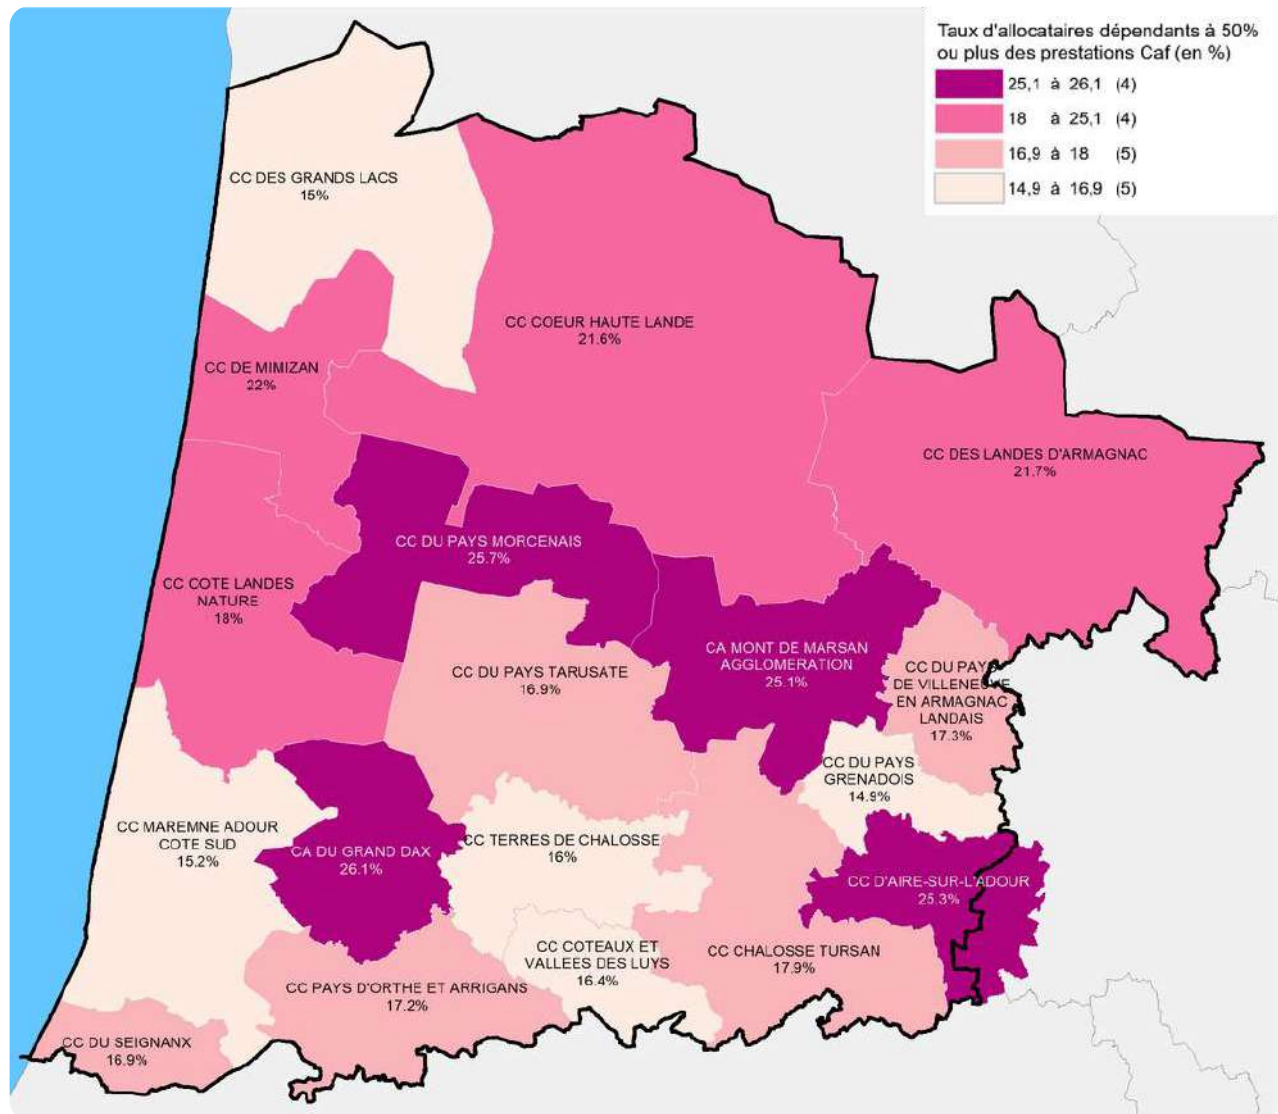 Taux d'allocataires dépendants à 50%
ou plus des prestations Caf (en %)
25,1 à 26,1 (4)
18 à 25,1 (4)
16,9 à 18 (5)
14,9 à 16,9 (5)
CC DES GRANDS LACS
15%
CC COEUR HAUTE LANDE
21.6%
CC DE MIMIZAN
22%
CC DES LANDES D'ARMAGNAC
21.7%
CC DU PAYS MORCENAIS
25.7%
CC COTE LANDES
NATURE
18%
CA MONT DE MARSAN
AGGLOMERATION
25.1%
CC DU PAYS TARUSATE
16.9%
CC DU PAYS
DE VILLENEUVE
EN ARMAGNAC
LANDAIS
17.3%
CC DU PAYS
GRENADOIS
14.9%
CC MAREMNE ADOUR
COTE SUD
15.2%
CA DU GRAND DAX
26.1%
CC TERRES DE CHALOSSE
16%
CC D'AIRE-SUR-L'ADOUR
25.3%
CC COTEAUX ET
VALLEES DES LUYS
16.4%
CC CHALOSSE TURSAN
17.9%
CC PAYS D'ORTHE ET ARRIGANS
17.2%
CC DU SEIGNANX
16.9%